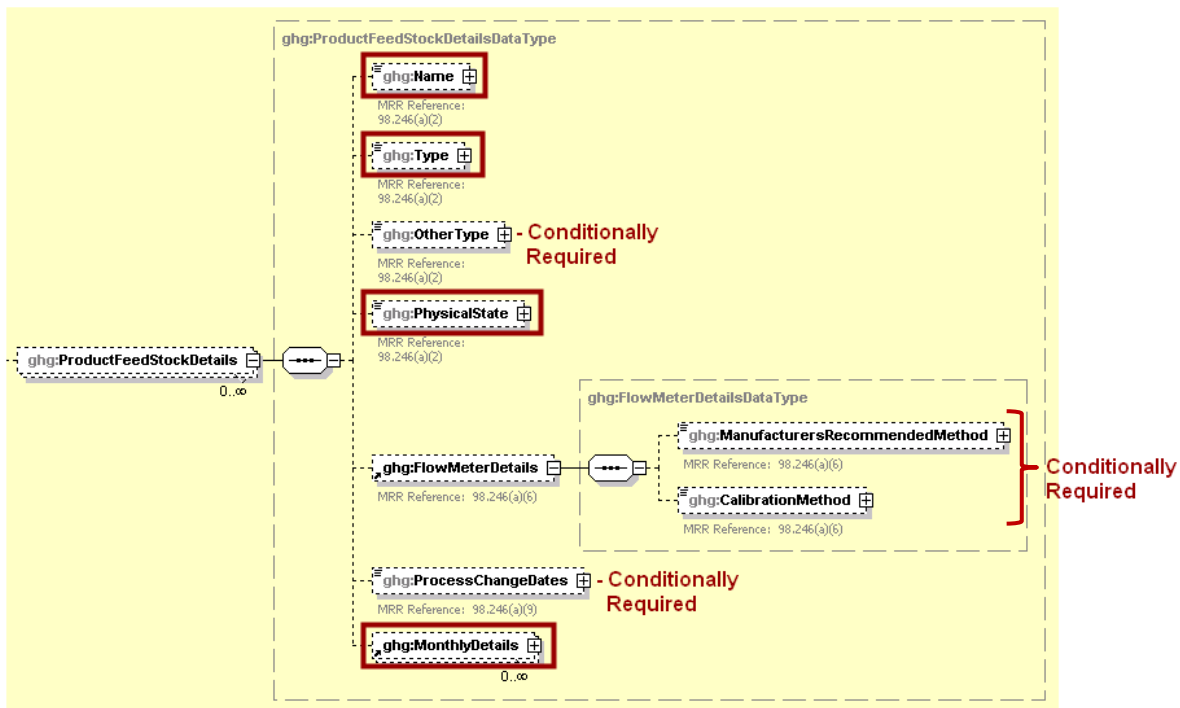 ghg:ProductFeedStockDetailsDataType
ghg:Name
MRR Reference:
98.246(a)(2)
ghg:Type
MRR Reference:
98.246(a)(2)
ghg:OtherType - Conditionally
Required
MRR Reference:
98.246(a)(2)
ghg:PhysicalState
MRR Reference:
98.246(a)(2)
ghg:ProductFeedStockDetails
0..∞
ghg:FlowMeterDetailsDataType
ghg:ManufacturersRecommendedMethod
MRR Reference: 98.246(a)(6)
ghg:FlowMeterDetails
MRR Reference: 98.246(a)(6)
ghg:CalibrationMethod
MRR Reference: 98.246(a)(6)
Conditionally
Required
ghg:ProcessChangeDates - Conditionally
Required
MRR Reference: 98.246(a)(9)
ghg:MonthlyDetails
0..∞